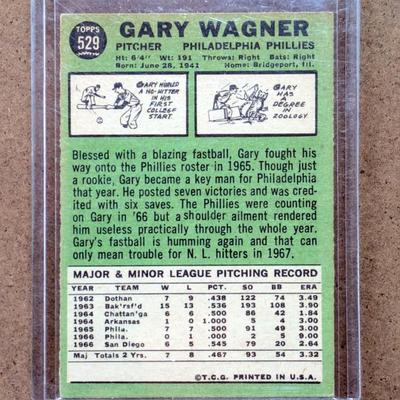 TOPPS
529
GARY WAGNER
PITCHER PHILADELPHIA PHILLIES
Ht: 6'4" Wt: 191 Throws: Right Bats: Right
Born: June 28, 1941 Home: Bridgeport, Ill.
GARY HURLED
A NO-HITTER
IN HIS
FIRST
COLLEGE
START
GARY
HAS A
DEGREE
IN
ZOOLOGY
Blessed with a blazing fastball, Gary fought his
way onto the Phillies roster in 1965. Though just
a rookie, Gary became a key man for Philadelphia
that year. He posted seven victories and was cred-
ited with six saves. The Phillies were counting
on Gary in '66 but a shoulder ailment rendered
him useless practically through the whole year.
Gary's fastball is humming again and that can
only mean trouble for N. L. hitters in 1967.
MAJOR & MINOR LEAGUE PITCHING RECORD
YEAR TEAM W L PCT. SO BB ERA
1962 Dothan 7 9 .438 122 74 3.49
1963 Bak'rsf'd 15 13 .536 193 108 3.90
1964 Chattan'ga 6 6 .500 86 42 1.84
1964 Arkansas 1 0 1.000 5 4 1.64
1965 Phila. 7 7 .500 91 49 3.00
1966 Phila. 0 1 .000 2 5 9.00
1966 San Diego 6 5 .545 79 20 2.64
Maj Totals 2 Yrs. 7 8 .467 93 54 3.32
©T.C.G. PRINTED IN U.S.A.